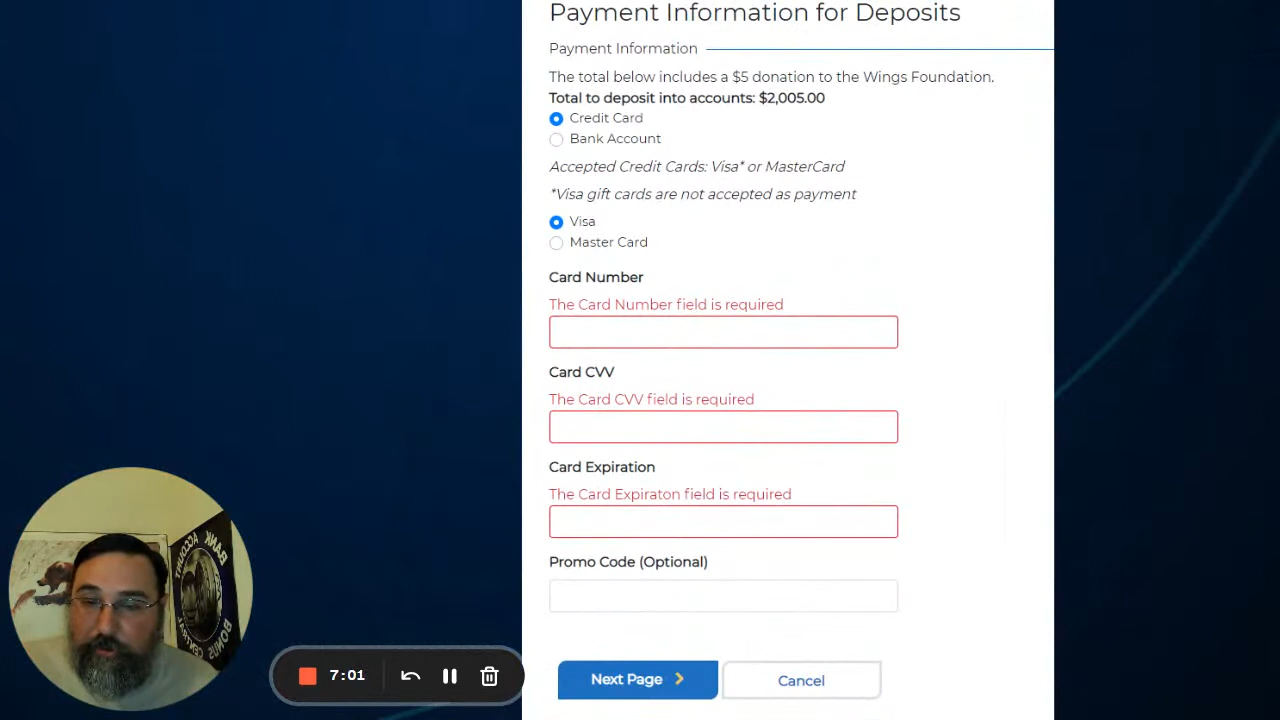 Payment Information for Deposits
Payment Information
The total below includes a $5 donation to the Wings Foundation.
Total to deposit into accounts: $2,005.00
Credit Card
Bank Account
Accepted Credit Cards: Visa* or MasterCard
*Visa gift cards are not accepted as payment
Visa
Master Card
Card Number
The Card Number field is required
Card CVV
The Card CVV field is required
Card Expiration
The Card Expiraton field is required
Promo Code (Optional)
Next Page
Cancel
7:01
BANK ACCOUNT
BONUS CENTRAL